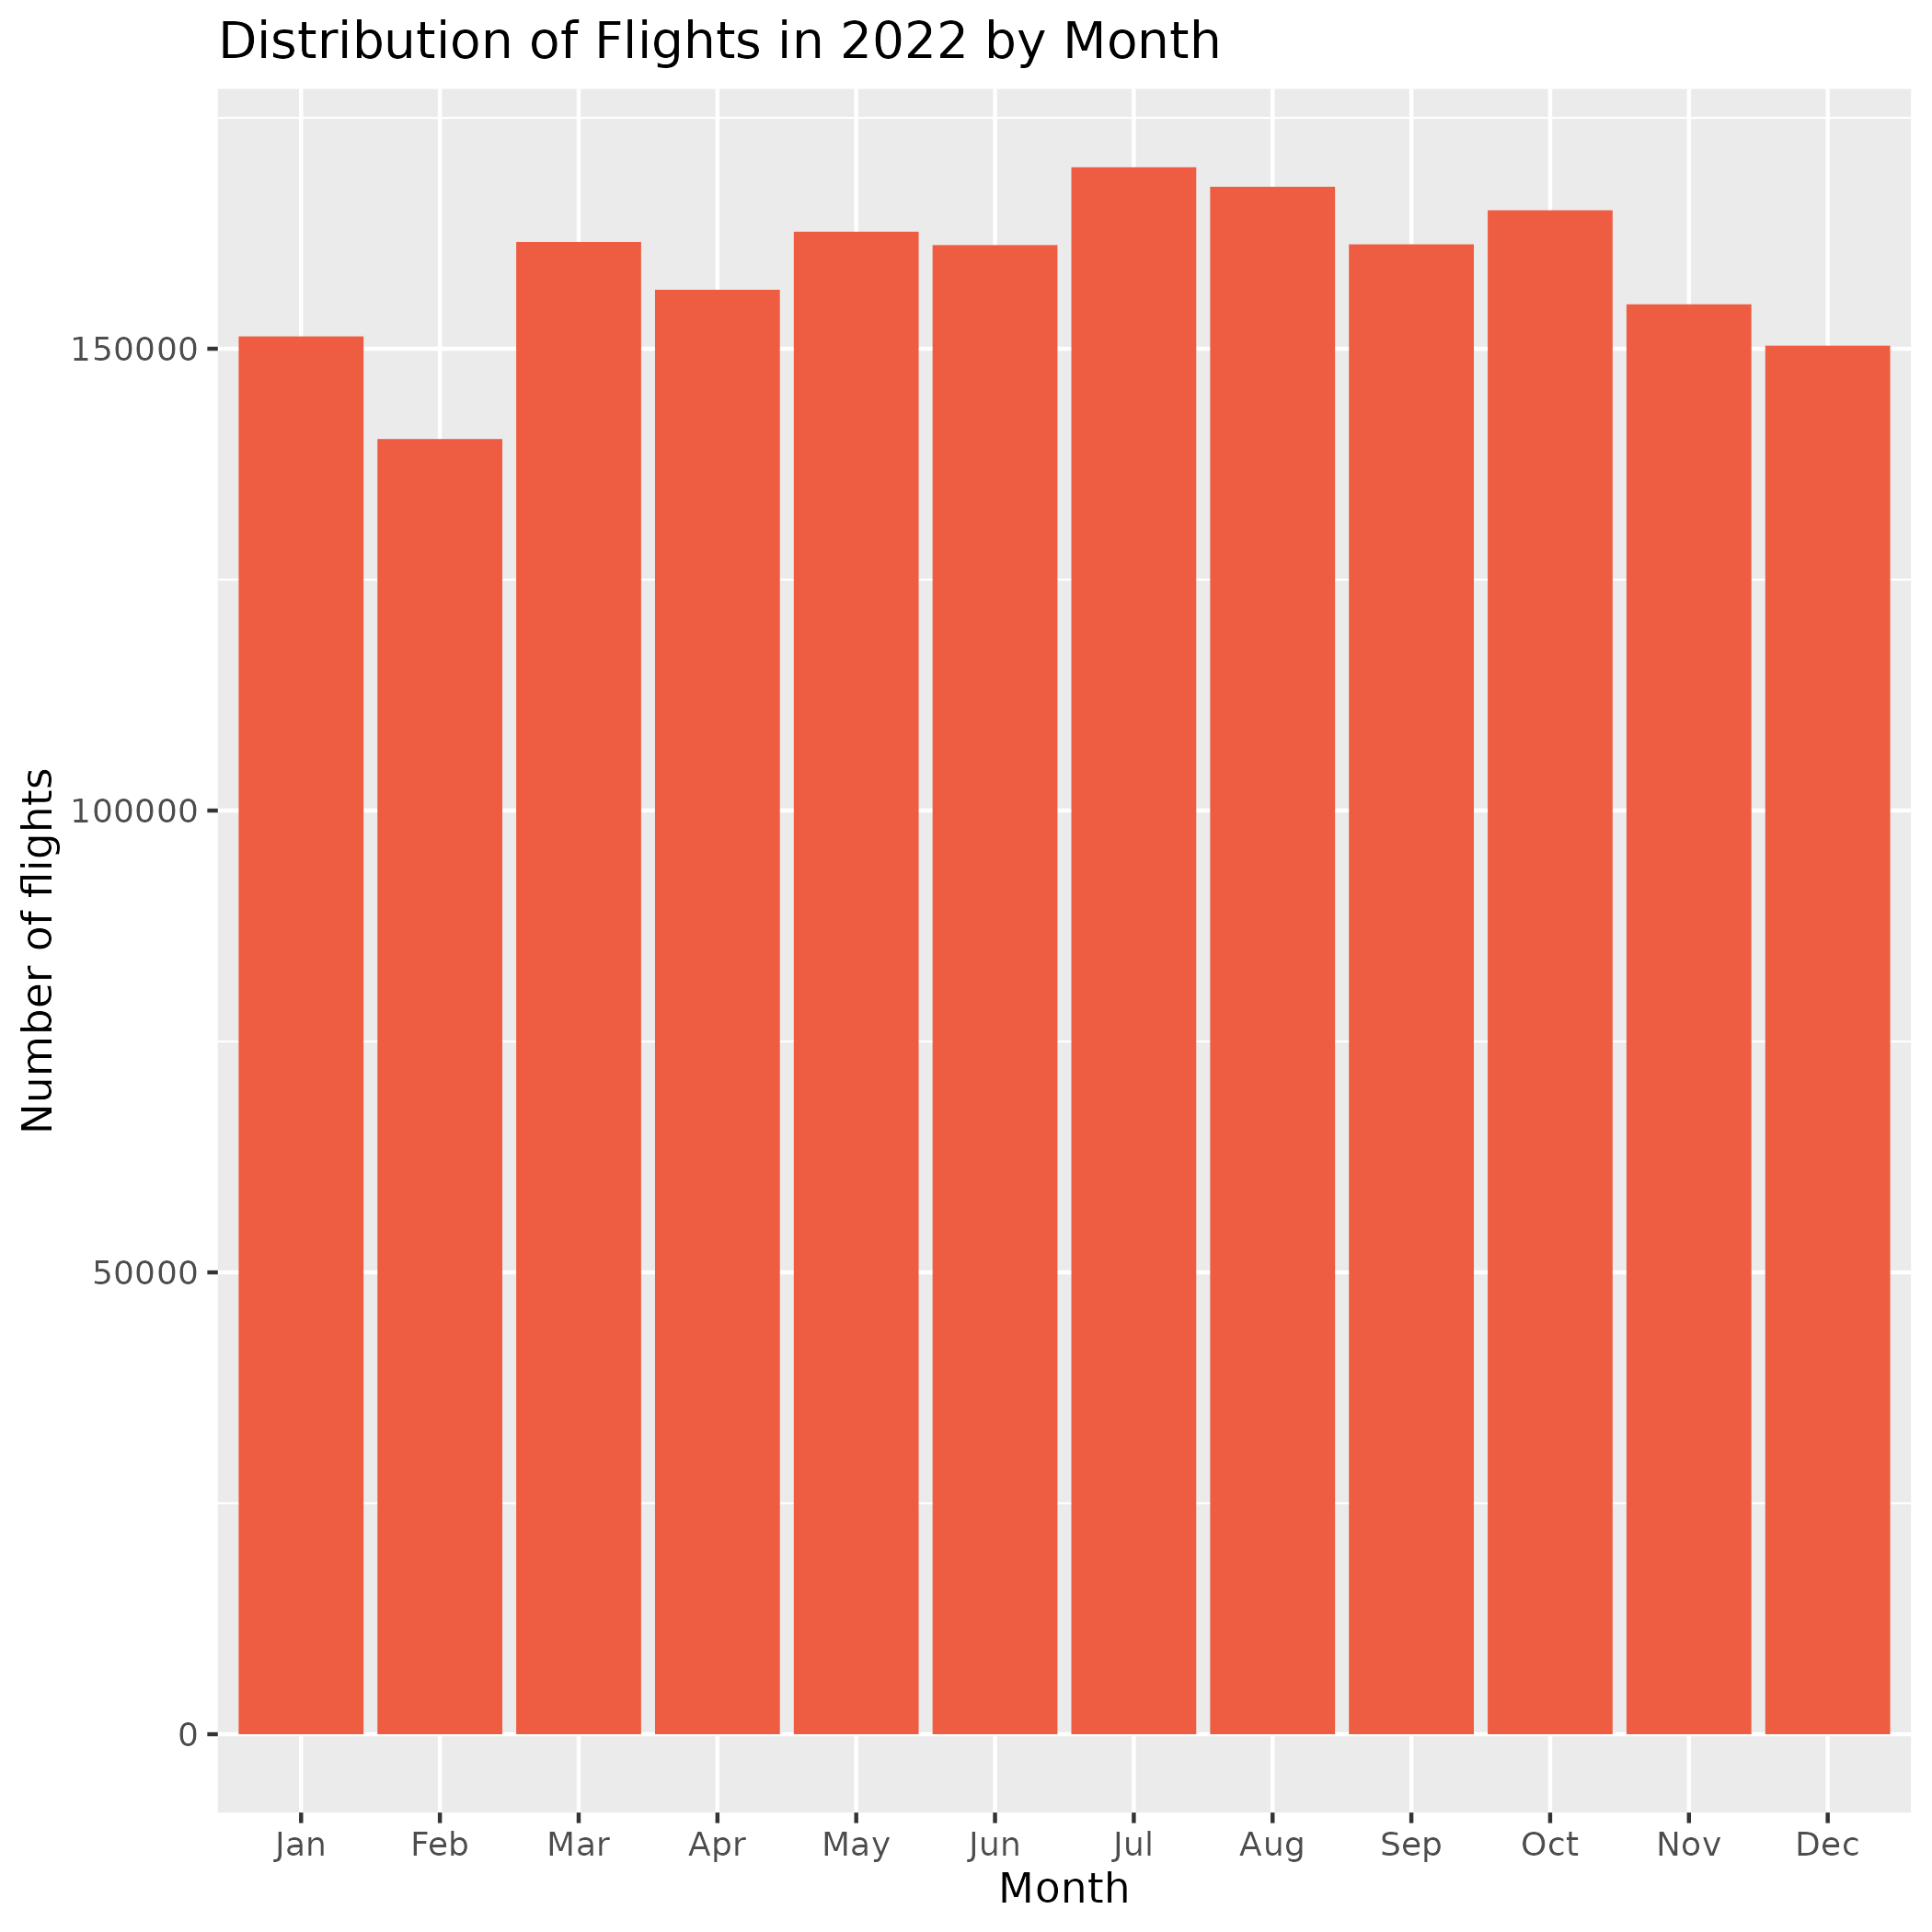 Distribution of Flights in 2022 by Month
Number of flights
150000
100000
50000
0
Jan Feb Mar Apr May Jun Jul Aug Sep Oct Nov Dec
Month